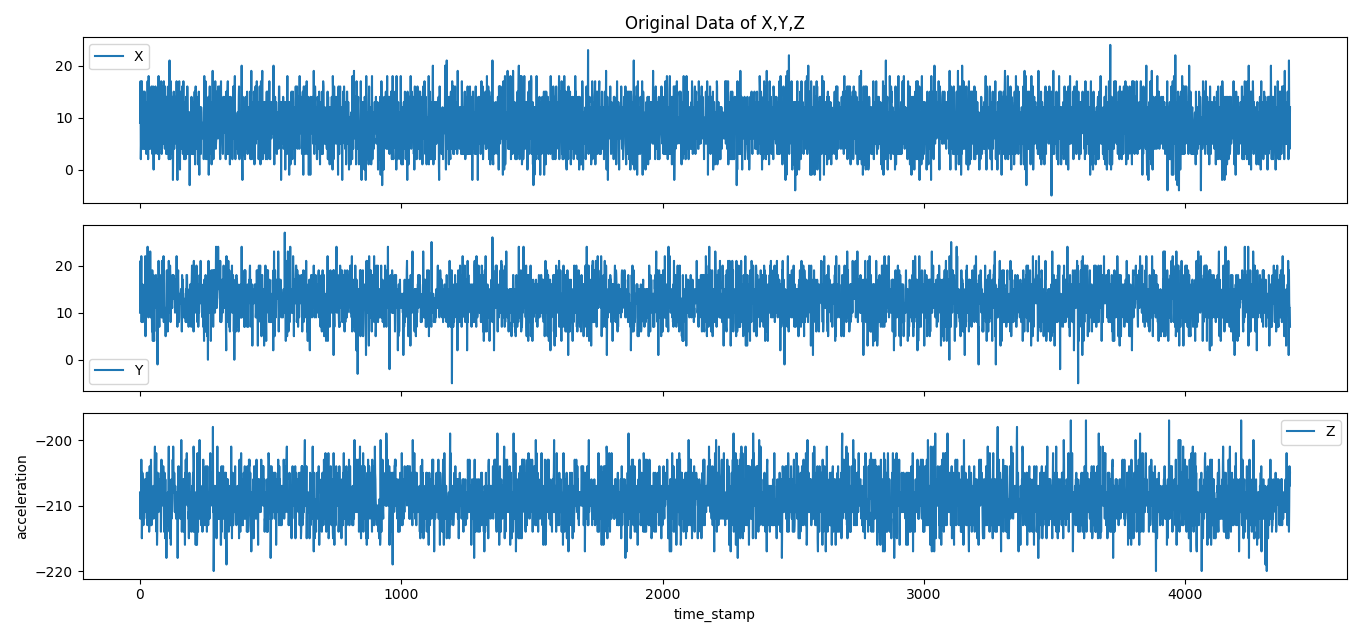 Original Data of X,Y,Z
X
20
10
0
20
10
0
Y
Z
−200
−210
−220
acceleration
0 1000 2000 3000 4000
time_stamp